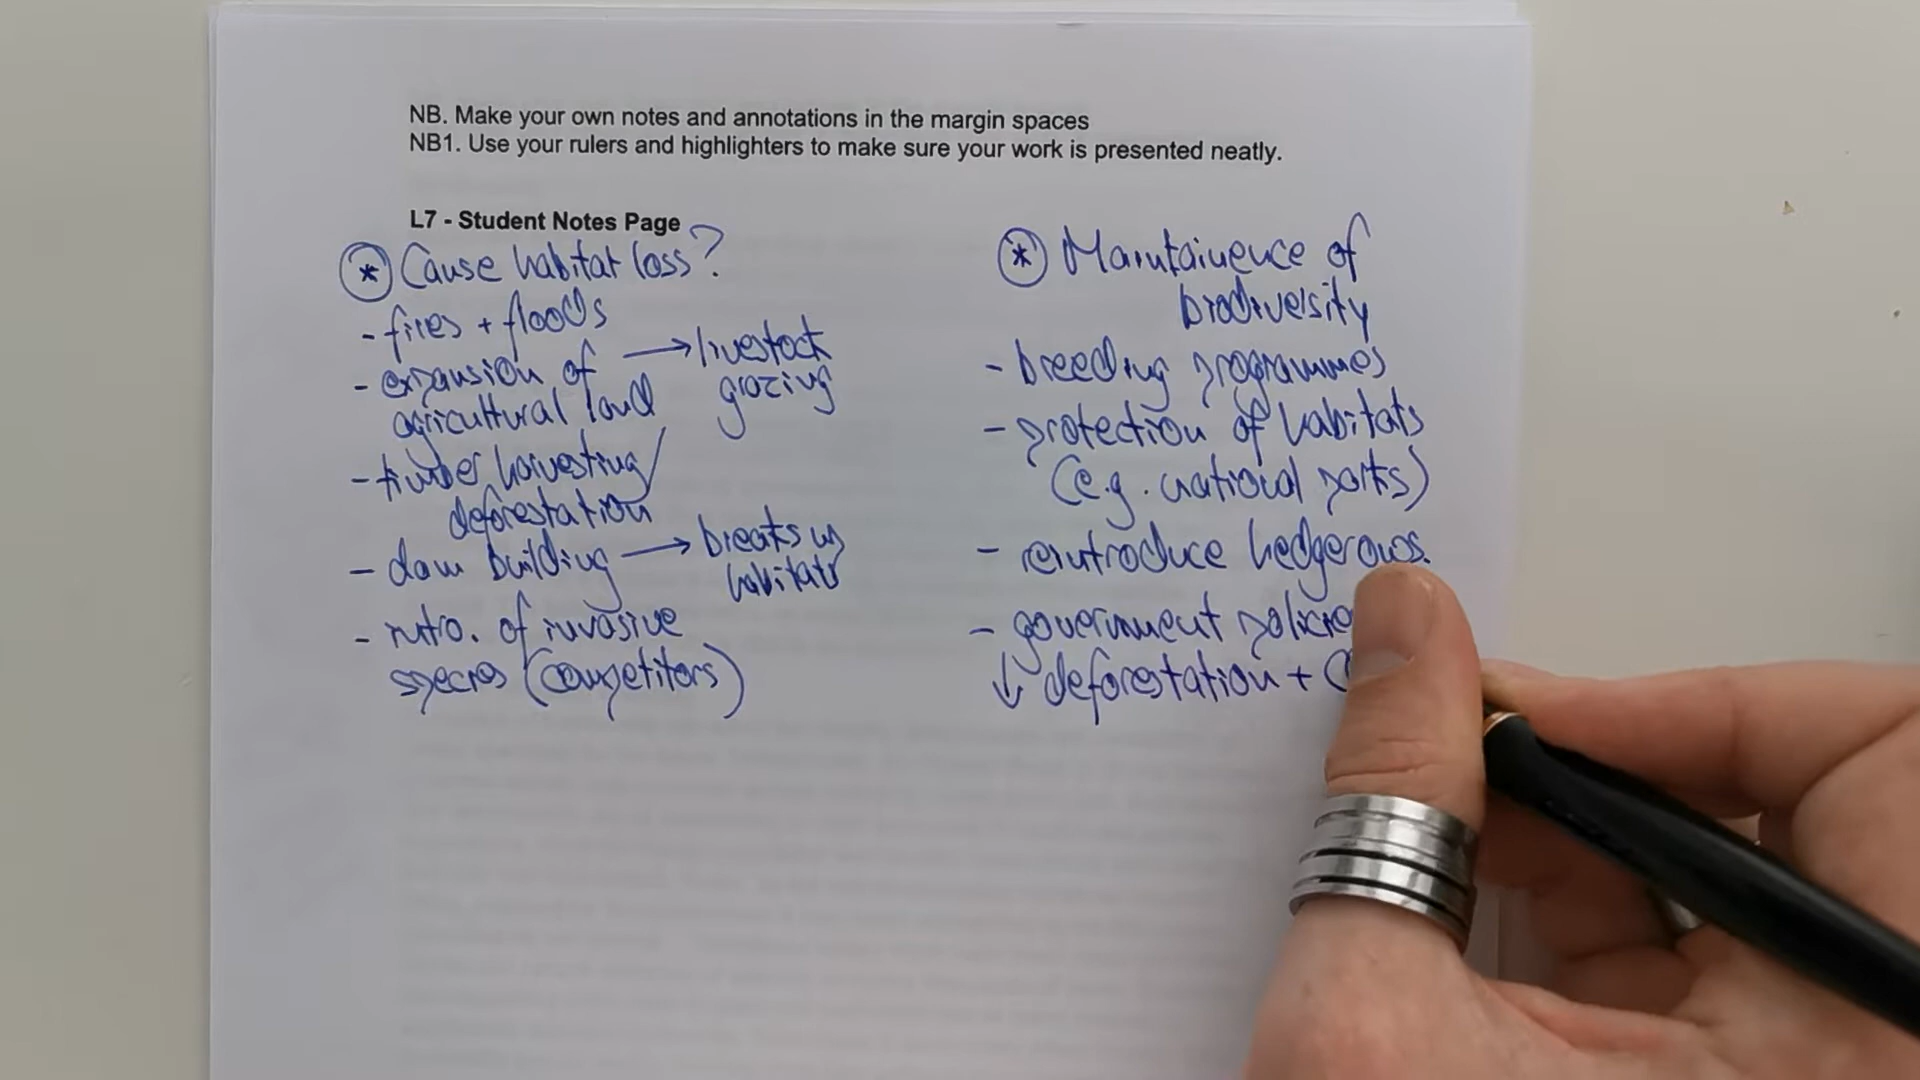 NB. Make your own notes and annotations in the margin spaces
NB1. Use your rulers and highlighters to make sure your work is presented neatly.
L7 - Student Notes Page
* Cause habitat loss?
- fires + floods
- expansion of → livestock
agricultural land grazing
- timber harvesting/
deforestation
- dam building → breaks up
habitats
- intro. of invasive
species (competitors)
* Maintainence of
biodiversity
- breeding programmes
- protection of habitats
(e.g. national parks)
- reintroduce hedgerows.
- government
↓ deforestation +